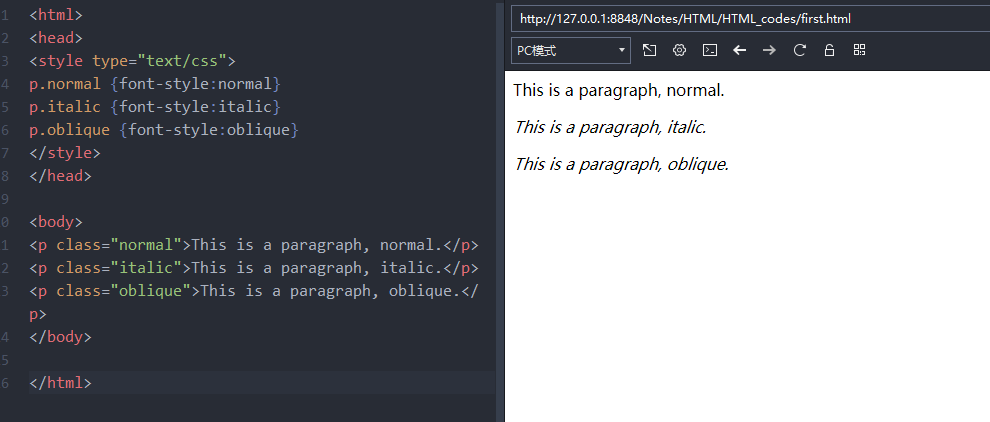 1 <html>
2 <head>
3 <style type="text/css">
4 p.normal {font-style:normal}
5 p.italic {font-style:italic}
6 p.oblique {font-style:oblique}
7 </style>
8 </head>
9
0 <body>
1 <p class="normal">This is a paragraph, normal.</p>
2 <p class="italic">This is a paragraph, italic.</p>
3 <p class="oblique">This is a paragraph, oblique.</
p>
4 </body>
5
6 </html>
http://127.0.0.1:8848/Notes/HTML/HTML_codes/first.html
PC模式
This is a paragraph, normal.
This is a paragraph, italic.
This is a paragraph, oblique.